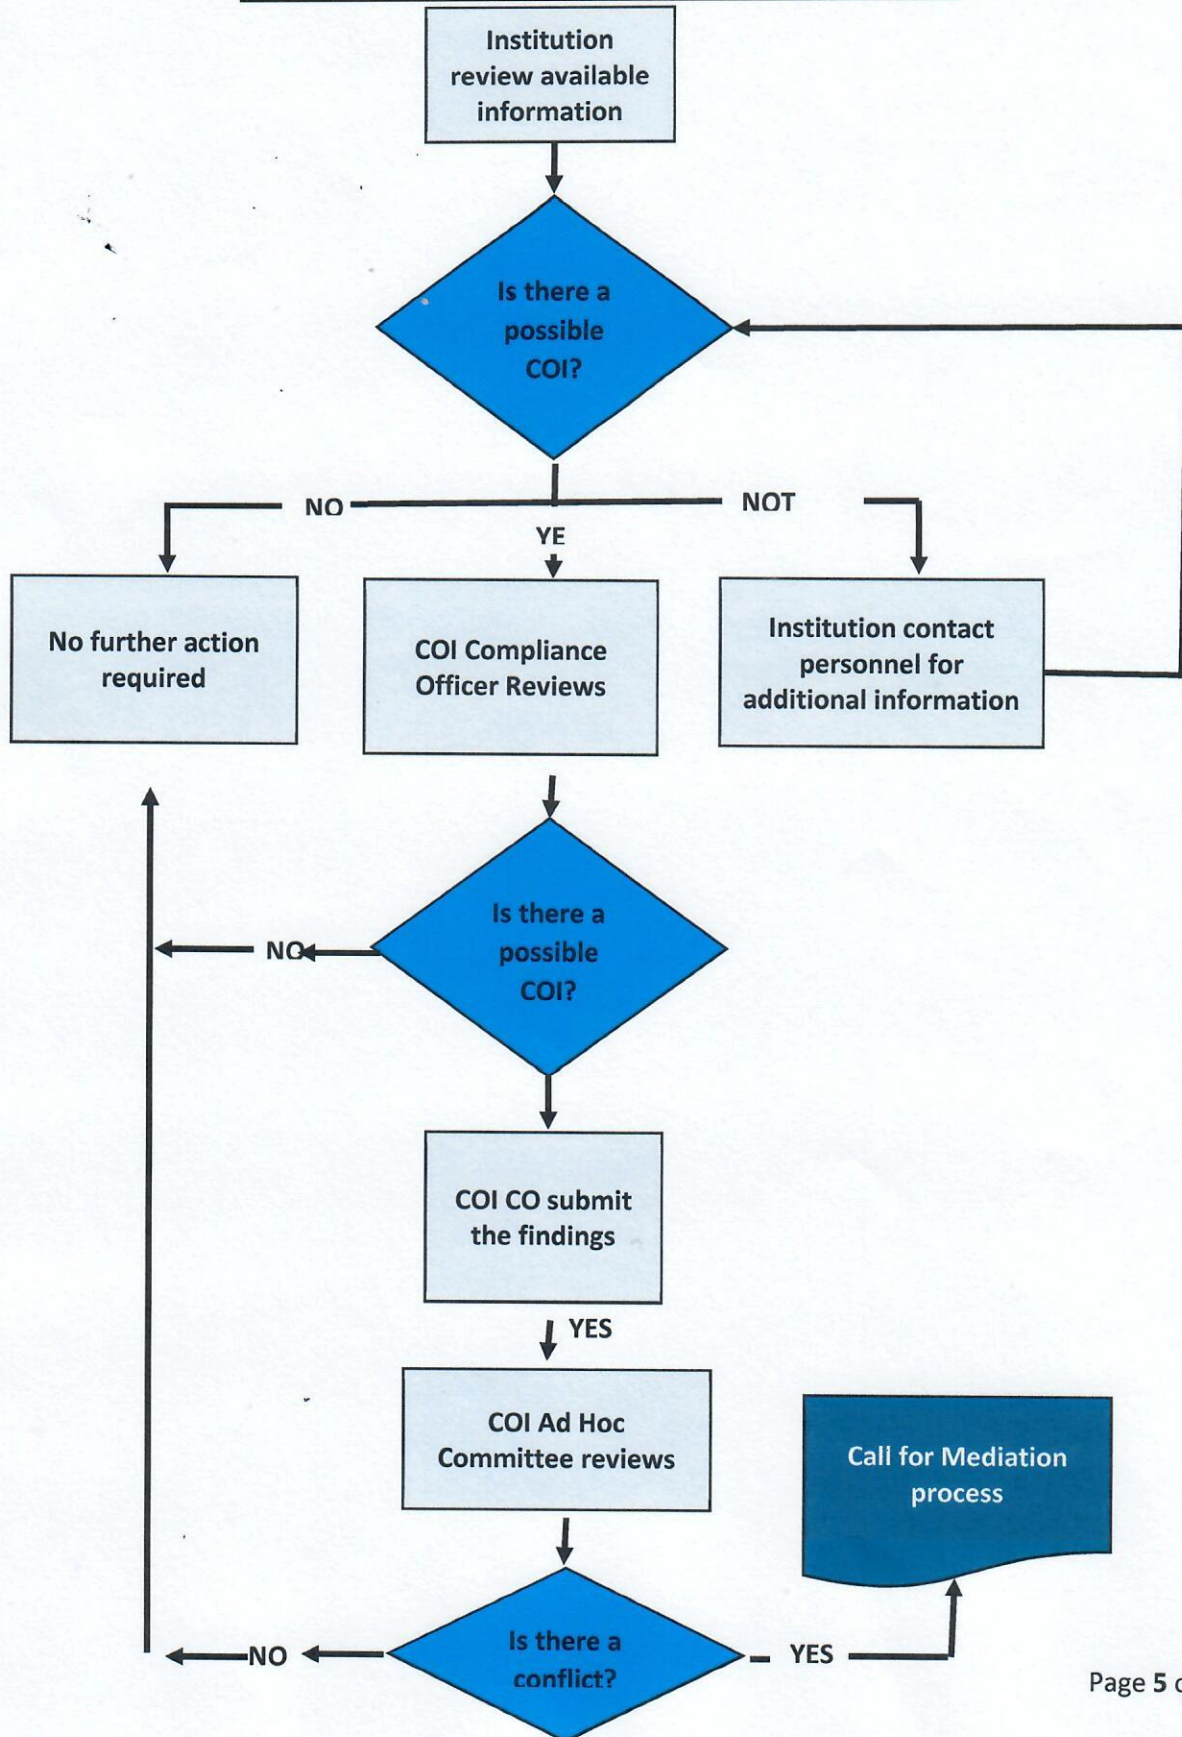 Institution
review available
information
Is there a
possible
COI?
NO
NOT
YE
No further action
required
COI Compliance
Officer Reviews
Institution contact
personnel for
additional information
Is there a
possible
COI?
NO
COI CO submit
the findings
YES
COI Ad Hoc
Committee reviews
Call for Mediation
process
Is there a
conflict?
NO
YES
Page 5 o